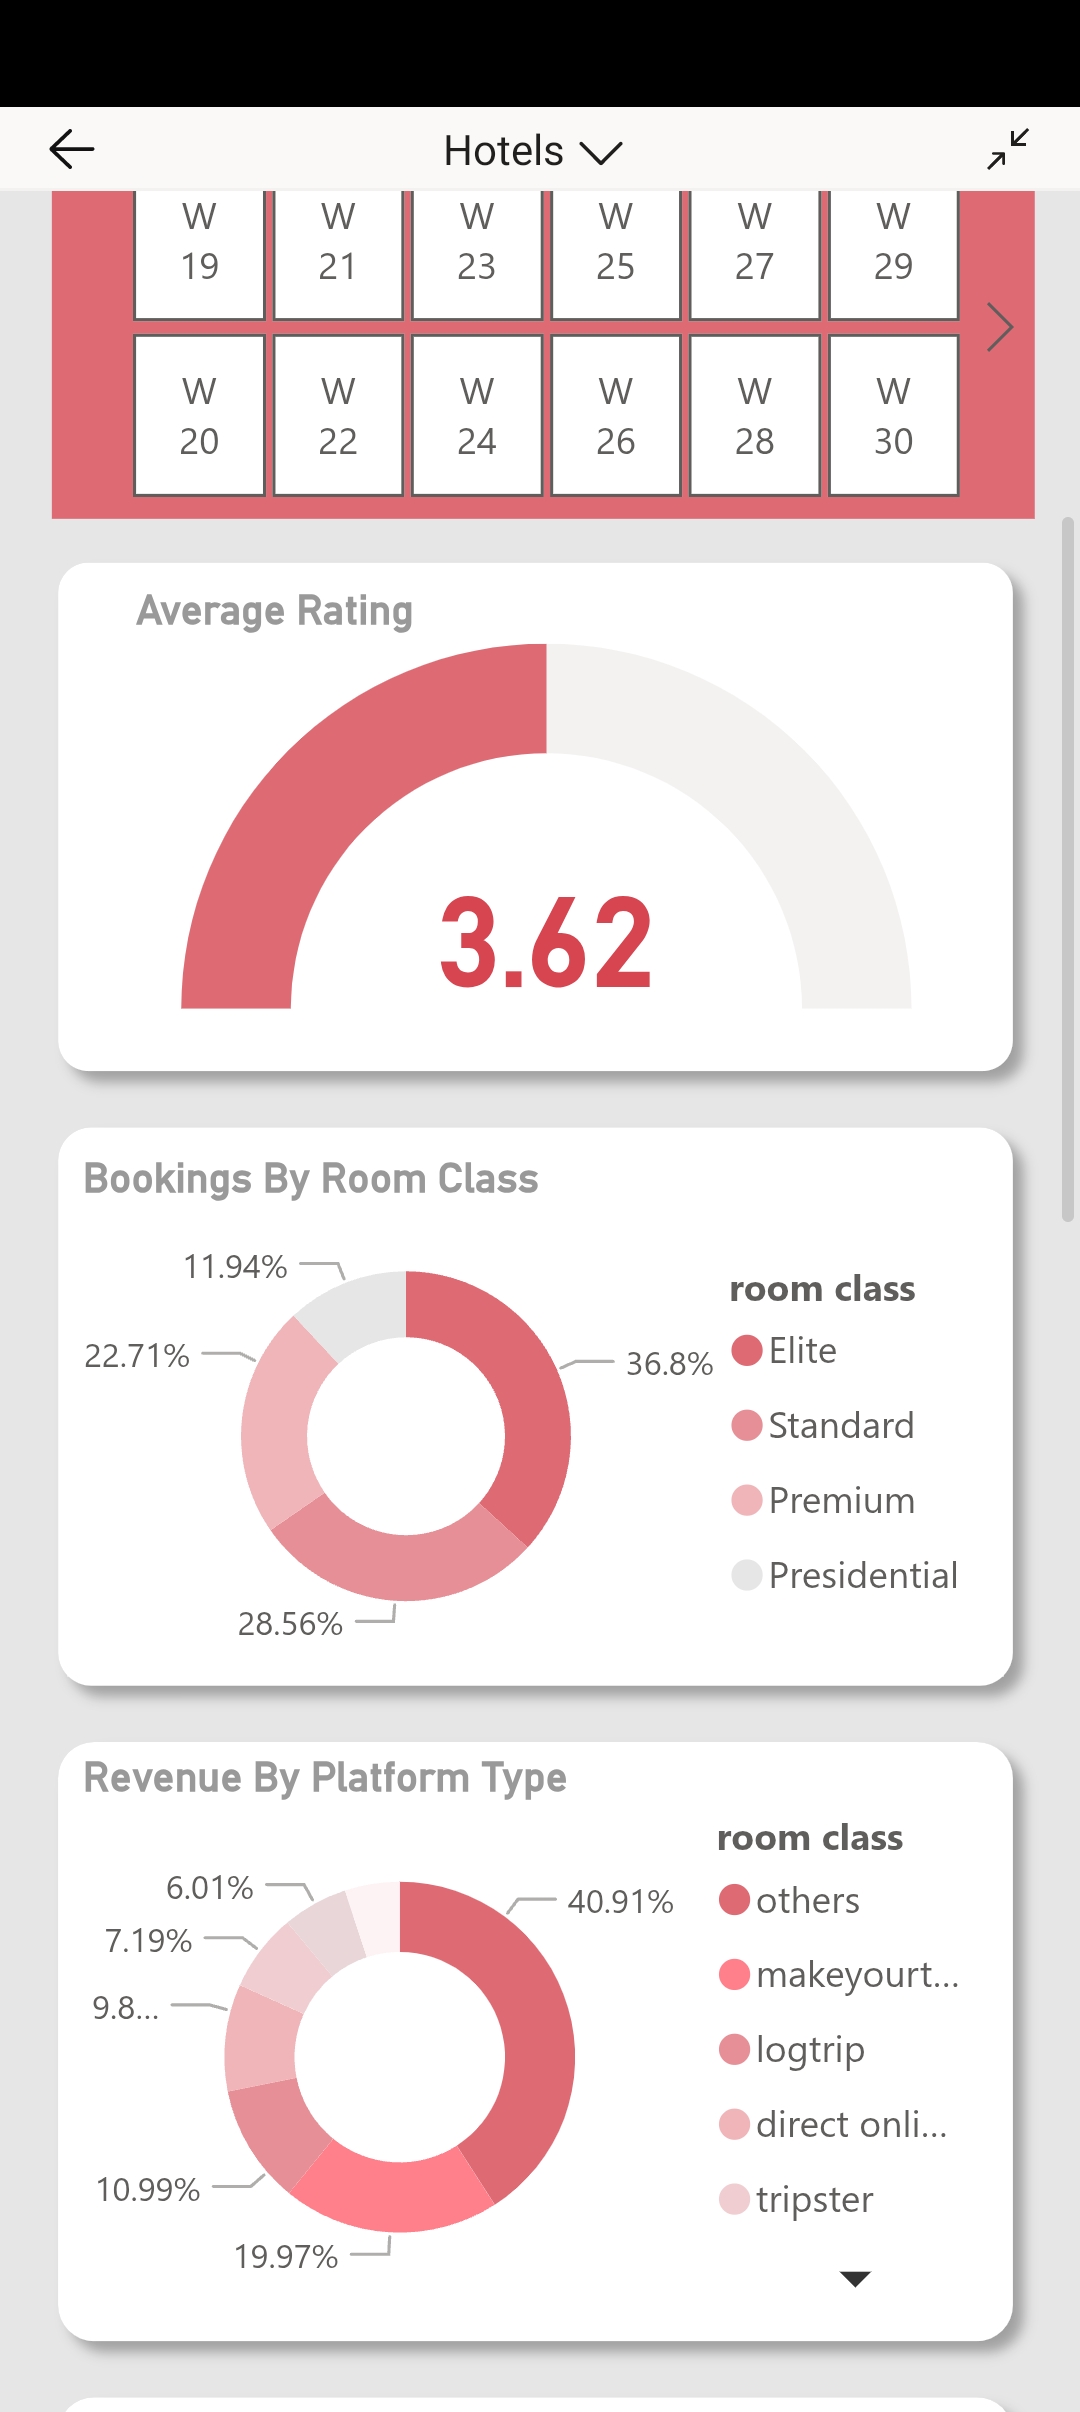 Hotels
W W W W W W
19 21 23 25 27 29
W W W W W W
20 22 24 26 28 30
Average Rating
3.62
Bookings By Room Class
11.94%
22.71%
36.8%
28.56%
room class
Elite
Standard
Premium
Presidential
Revenue By Platform Type
6.01%
7.19%
9.8...
10.99%
19.97%
40.91%
room class
others
makeyourt...
logtrip
direct onli...
tripster